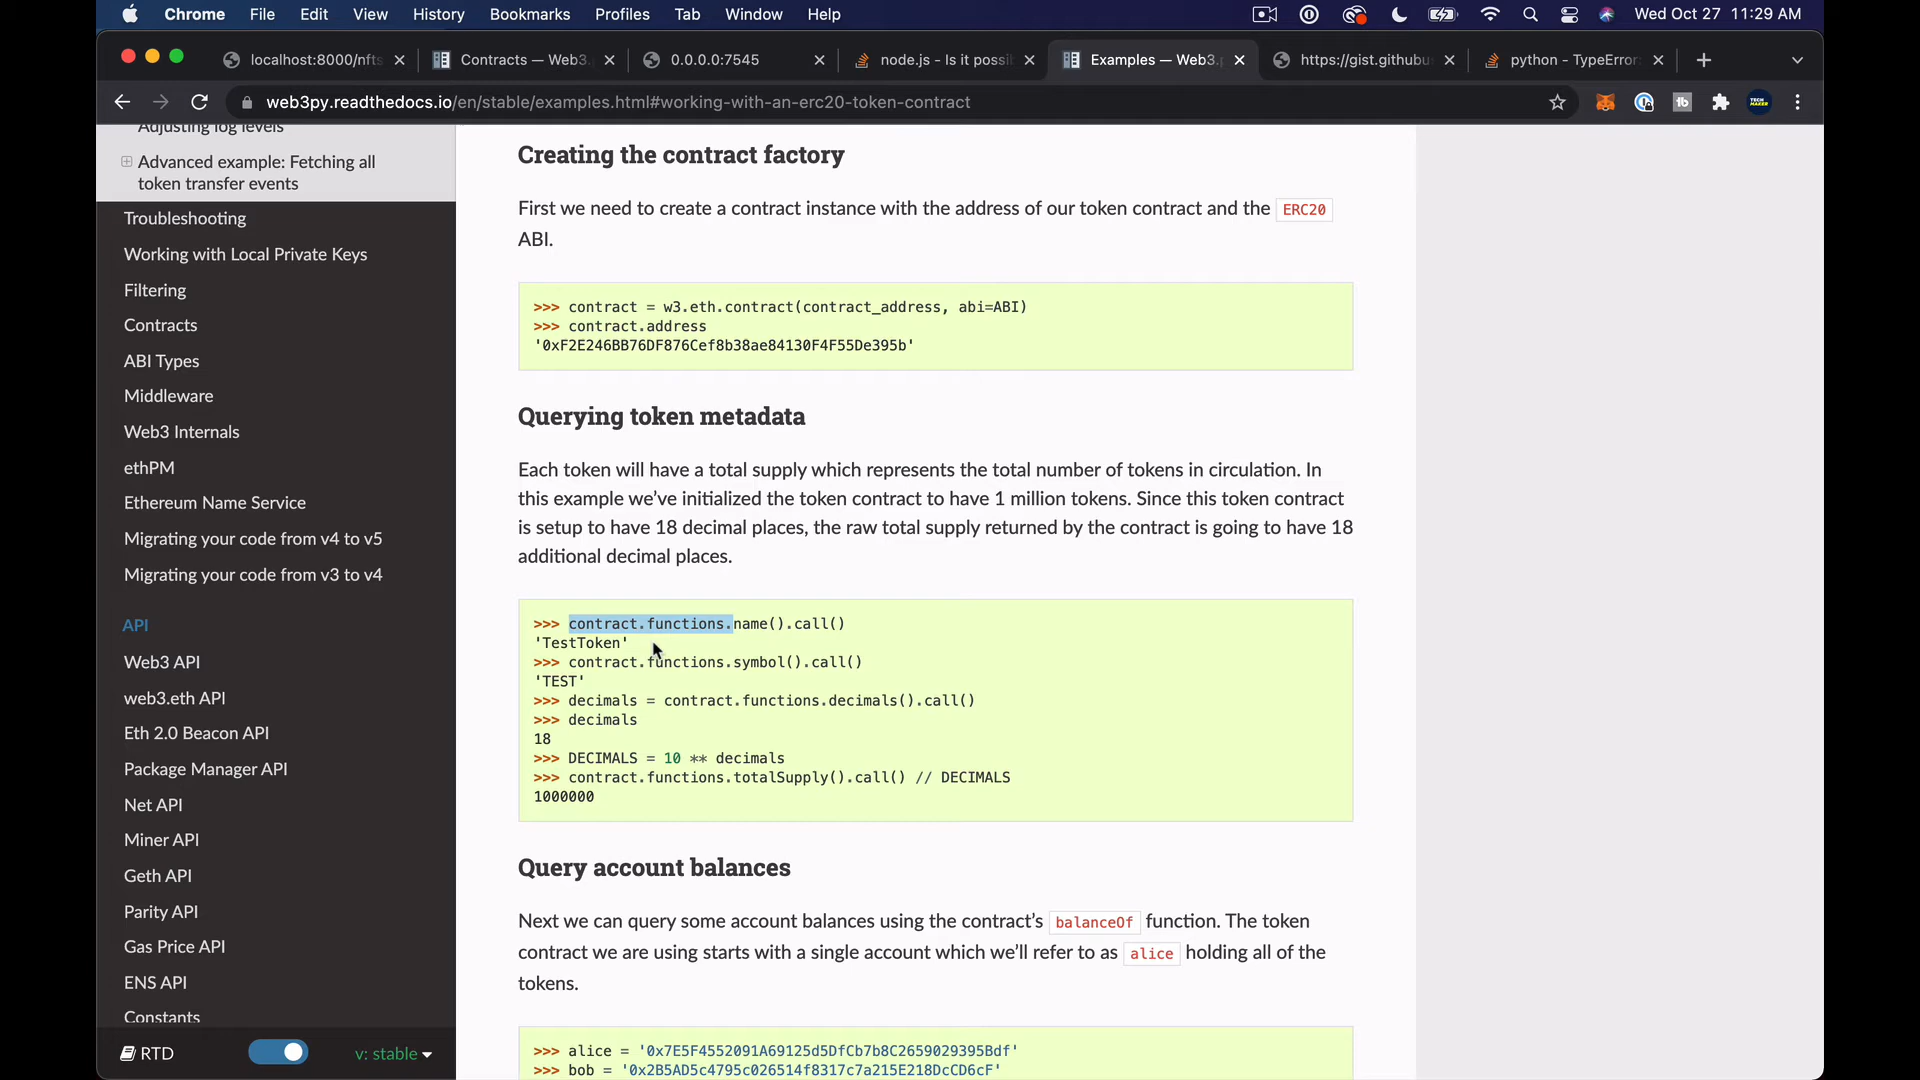 Chrome File Edit View History Bookmarks Profiles Tab Window Help Wed Oct 27 11:29 AM
localhost:8000/nfts Contracts — Web3. 0.0.0.0:7545 node.js - Is it possi Examples — Web3.p https://gist.githubu python - TypeError:
web3py.readthedocs.io/en/stable/examples.html#working-with-an-erc20-token-contract
Adjusting log levels
Advanced example: Fetching all
token transfer events
Troubleshooting
Working with Local Private Keys
Filtering
Contracts
ABI Types
Middleware
Web3 Internals
ethPM
Ethereum Name Service
Migrating your code from v4 to v5
Migrating your code from v3 to v4
API
Web3 API
web3.eth API
Eth 2.0 Beacon API
Package Manager API
Net API
Miner API
Geth API
Parity API
Gas Price API
ENS API
Constants
RTD v: stable
Creating the contract factory
First we need to create a contract instance with the address of our token contract and the ERC20
ABI.
>>> contract = w3.eth.contract(contract_address, abi=ABI)
>>> contract.address
'0xF2E246BB76DF876Cef8b38ae84130F4F55De395b'
Querying token metadata
Each token will have a total supply which represents the total number of tokens in circulation. In
this example we’ve initialized the token contract to have 1 million tokens. Since this token contract
is setup to have 18 decimal places, the raw total supply returned by the contract is going to have 18
additional decimal places.
>>> contract.functions.name().call()
'TestToken'
>>> contract.functions.symbol().call()
'TEST'
>>> decimals = contract.functions.decimals().call()
>>> decimals
18
>>> DECIMALS = 10 ** decimals
>>> contract.functions.totalSupply().call() // DECIMALS
1000000
Query account balances
Next we can query some account balances using the contract’s balanceOf function. The token
contract we are using starts with a single account which we’ll refer to as alice holding all of the
tokens.
>>> alice = '0x7E5F4552091A69125d5DfCb7b8C2659029395Bdf'
>>> bob = '0x2B5AD5c4795c026514f8317c7a215E218DcCD6cF'